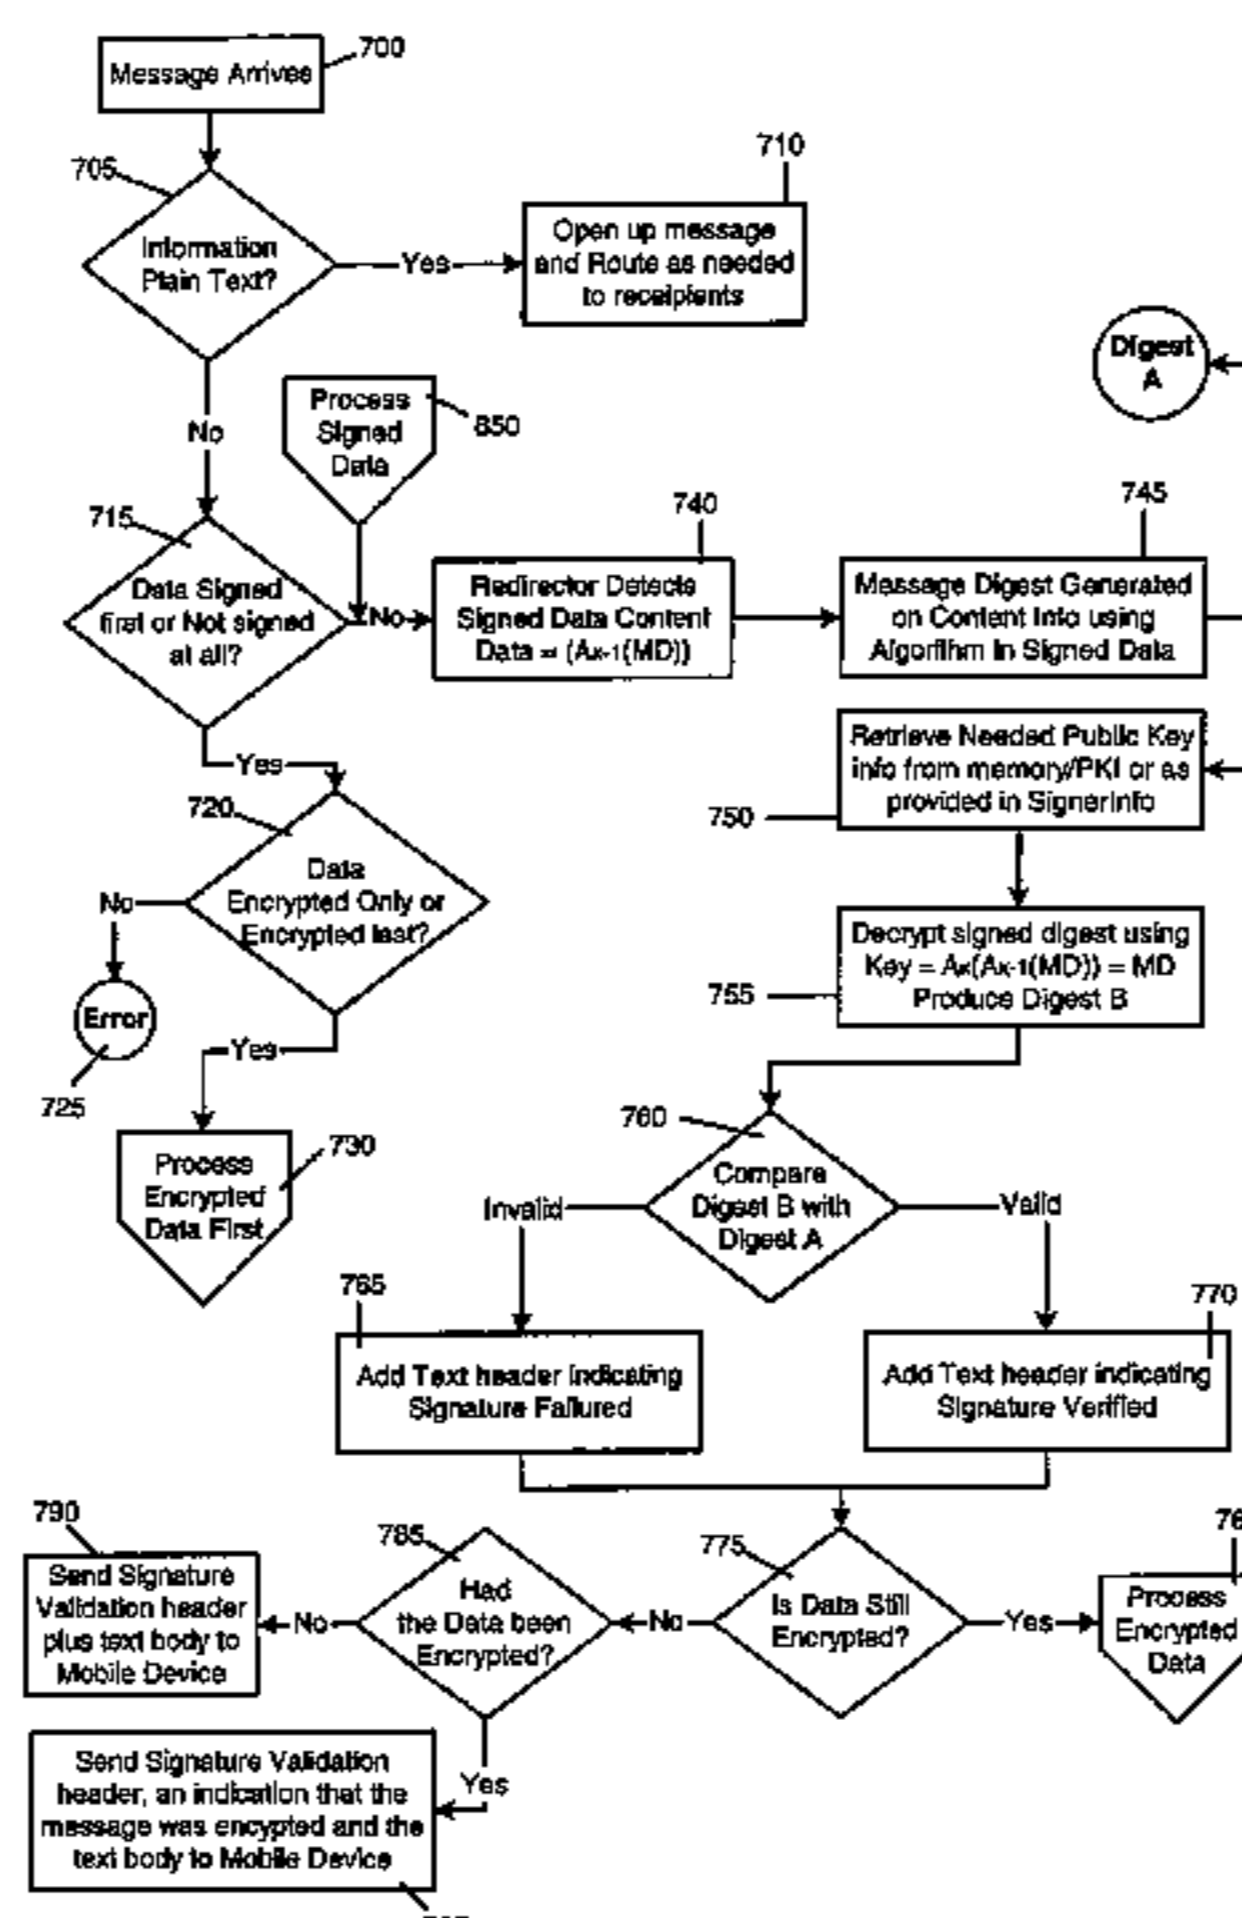 700
Message Arrives
705
710
Information
Plain Text?
Yes
Open up message
and Route as needed
to receipients
Digest
A
No
Process
Signed
Data
850
715
740
745
Data Signed
first or Not signed
at all?
No
Redirector Detects
Signed Data Content
Data = (Ax-1(MD))
Message Digest Generated
on Content Info using
Algorithm in Signed Data
Yes
Retrieve Needed Public Key
info from memory/PKI or as
provided in SignerInfo
750
720
Data
Encrypted Only or
Encrypted last?
No
Decrypt signed digest using
Key = Ax(Ax-1(MD)) = MD
Produce Digest B
755
Error
725
Yes
730
Process
Encrypted
Data First
760
Compare
Digest B with
Digest A
Invalid
Valid
765
770
Add Text header Indicating
Signature Failured
Add Text header indicating
Signature Verified
790
785
775
Send Signature
Validation header
plus text body to
Mobile Device
No
Had
the Data been
Encrypted?
No
Is Data Still
Encrypted?
Yes
Process
Encrypted
Data
Yes
Send Signature Validation
header, an indication that the
message was encypted and the
text body to Mobile Device